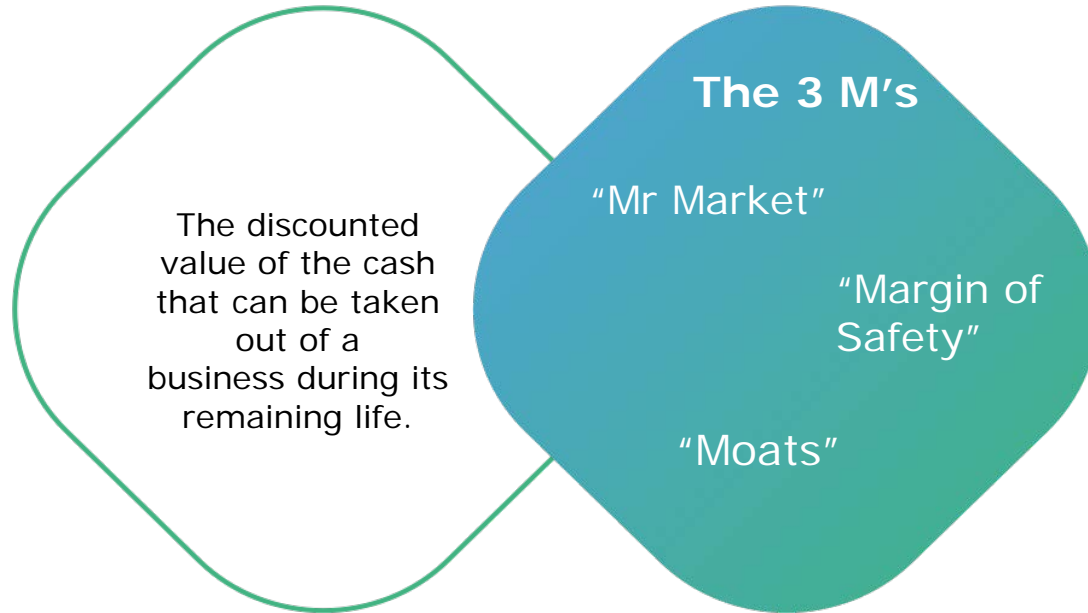 The discounted
value of the cash
that can be taken
out of a
business during its
remaining life.
The 3 M's
“Mr Market”
“Margin of
Safety”
“Moats”